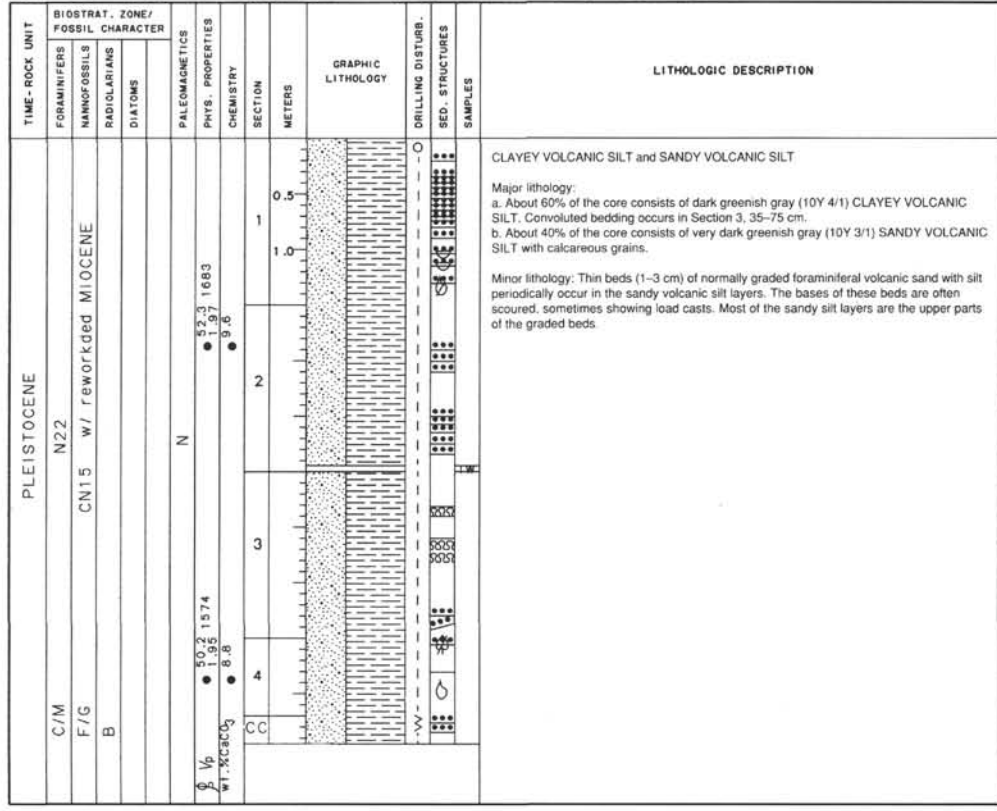 TIME-ROCK UNIT
BIOSTRAT. ZONE/
FOSSIL CHARACTER
FORAMINIFERS
NANNOFOSSILS
RADIOLARIANS
DIATOMS
PALEOMAGNETICS
PHYS. PROPERTIES
CHEMISTRY
SECTION
METERS
GRAPHIC
LITHOLOGY
DRILLING DISTURB.
SED. STRUCTURES
SAMPLES
LITHOLOGIC DESCRIPTION
PLEISTOCENE
N22
C/M
CN15 w/ reworkded MIOCENE
F/G
B
N
52.3 1683
1.97
9.6
50.2 1574
1.95
8.8
ϕ Vp
wt.%CaCO3
1
2
3
4
CC
0.5
1.0
CLAYEY VOLCANIC SILT and SANDY VOLCANIC SILT
Major lithology:
a. About 60% of the core consists of dark greenish gray (10Y 4/1) CLAYEY VOLCANIC
SILT. Convoluted bedding occurs in Section 3, 35–75 cm.
b. About 40% of the core consists of very dark greenish gray (10Y 3/1) SANDY VOLCANIC
SILT with calcareous grains.
Minor lithology: Thin beds (1–3 cm) of normally graded foraminiferal volcanic sand with silt
periodically occur in the sandy volcanic silt layers. The bases of these beds are often
scoured, sometimes showing load casts. Most of the sandy silt layers are the upper parts
of the graded beds.